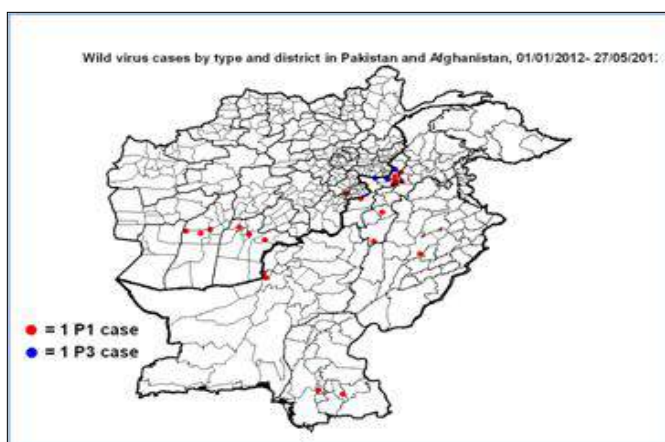 Wild virus cases by type and district in Pakistan and Afghanistan, 01/01/2012- 27/05/201
= 1 P1 case
= 1 P3 case